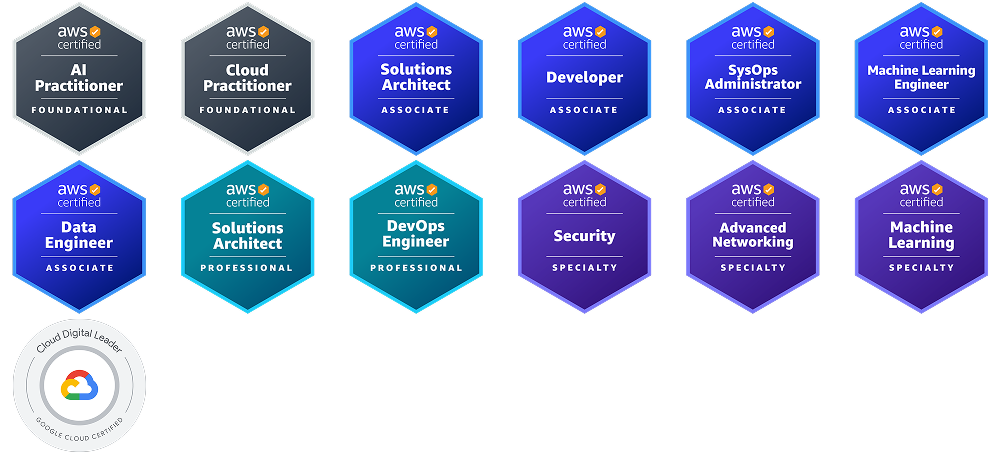 aws
certified
AI
Practitioner
FOUNDATIONAL
aws
certified
Cloud
Practitioner
FOUNDATIONAL
aws
certified
Solutions
Architect
ASSOCIATE
aws
certified
Developer
ASSOCIATE
aws
certified
SysOps
Administrator
ASSOCIATE
aws
certified
Machine Learning
Engineer
ASSOCIATE
aws
certified
Data
Engineer
ASSOCIATE
aws
certified
Solutions
Architect
PROFESSIONAL
aws
certified
DevOps
Engineer
PROFESSIONAL
aws
certified
Security
SPECIALTY
aws
certified
Advanced
Networking
SPECIALTY
aws
certified
Machine
Learning
SPECIALTY
Cloud Digital Leader
GOOGLE CLOUD CERTIFIED